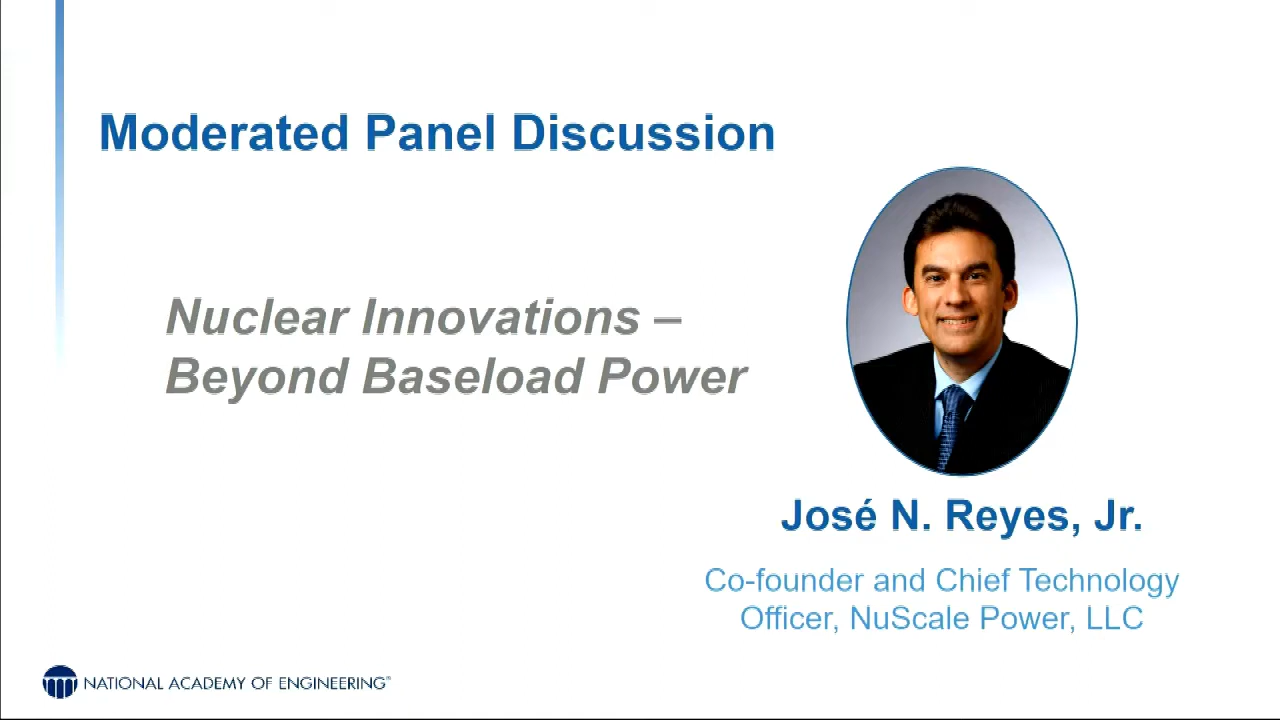 Moderated Panel Discussion
Nuclear Innovations –
Beyond Baseload Power
José N. Reyes, Jr.
Co-founder and Chief Technology
Officer, NuScale Power, LLC
NATIONAL ACADEMY OF ENGINEERING®